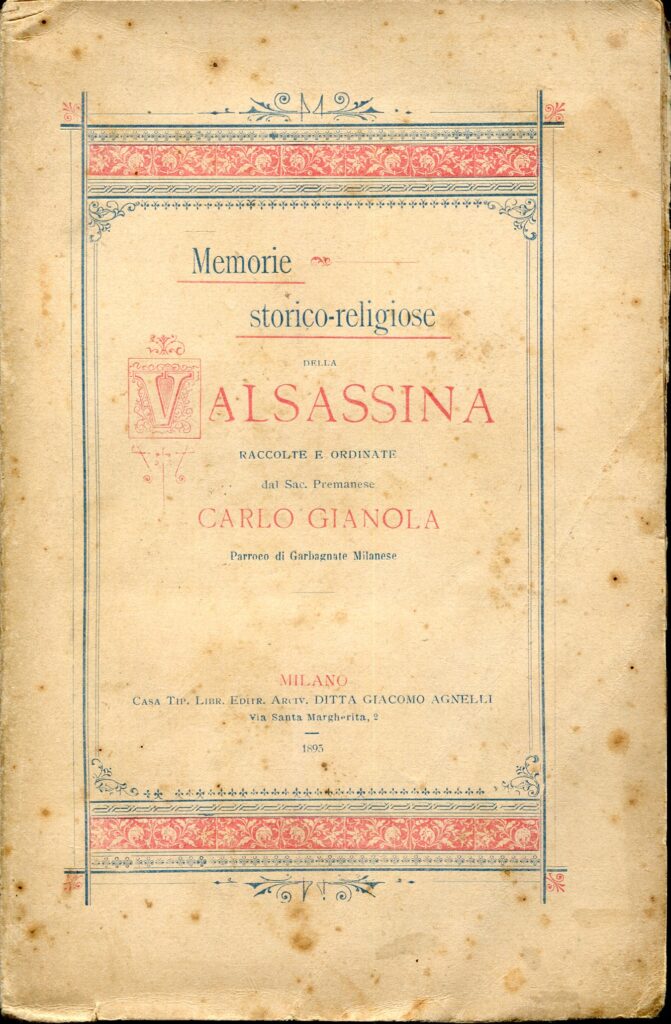 Memorie
storico-religiose
DELLA
VALSASSINA
RACCOLTE E ORDINATE
dal Sac. Premanese
CARLO GIANOLA
Parroco di Garbagnate Milanese
MILANO
CASA TIP. LIBR. EDITR. ARCIV. DITTA GIACOMO AGNELLI
Via Santa Margherita, 2
1895